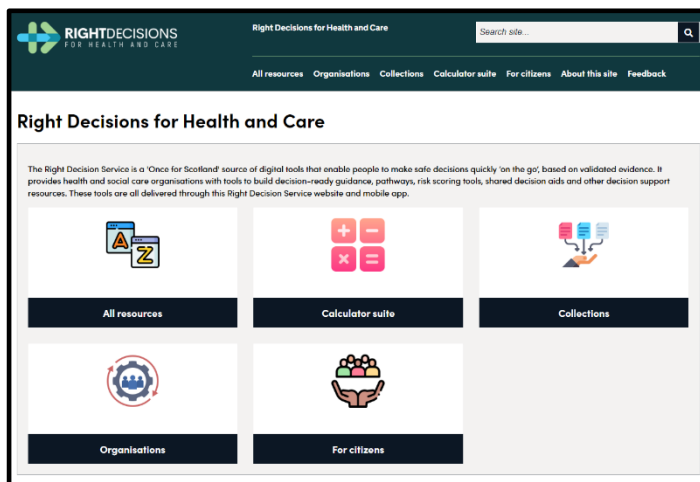 RIGHTDECISIONS
FOR HEALTH AND CARE
Right Decisions for Health and Care
Search site...
All resources Organisations Collections Calculator suite For citizens About this site Feedback
Right Decisions for Health and Care
The Right Decision Service is a 'Once for Scotland' source of digital tools that enable people to make safe decisions quickly 'on the go', based on validated evidence. It
provides health and social care organisations with tools to build decision-ready guidance, pathways, risk scoring tools, shared decision aids and other decision support
resources. These tools are all delivered through this Right Decision Service website and mobile app.
A
Z
All resources
Calculator suite
Collections
Organisations
For citizens